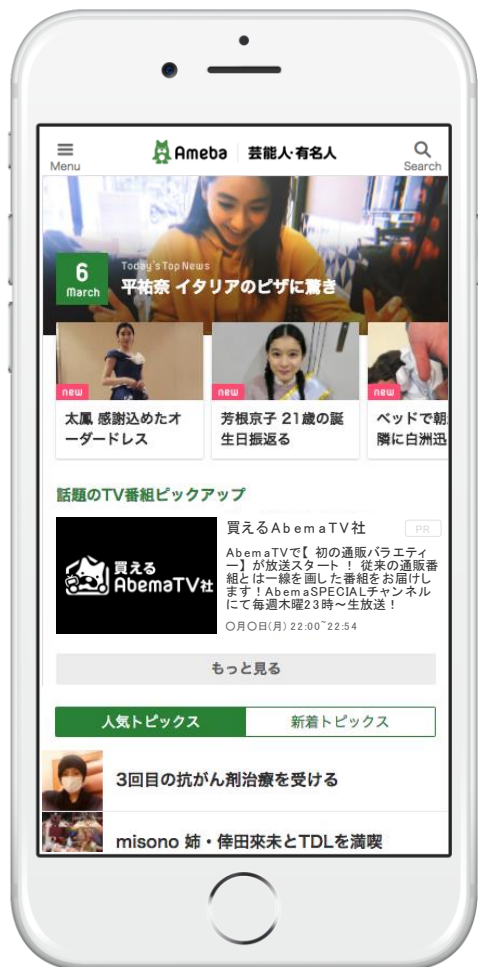 Menu
Ameba
芸能人・有名人
Search
6
March
Today's Top News
平祐奈 イタリアのピザに驚き
new
太鳳 感謝込めたオ
ーダードレス
new
芳根京子 21歳の誕
生日振返る
new
ベッドで朝
隣に白洲迅
話題のTV番組ピックアップ
買える
AbemaTV社
買えるAbemaTV社
PR
AbemaTVで【 初の通販バラエティ
ー】が放送スタート ！ 従来の通販番
組とは一線を画した番組をお届けし
ます！AbemaSPECIALチャンネル
にて毎週木曜23時〜生放送！
〇月〇日(月) 22:00~22:54
もっと見る
人気トピックス
新着トピックス
3回目の抗がん剤治療を受ける
misono 姉・倖田來未とTDLを満喫